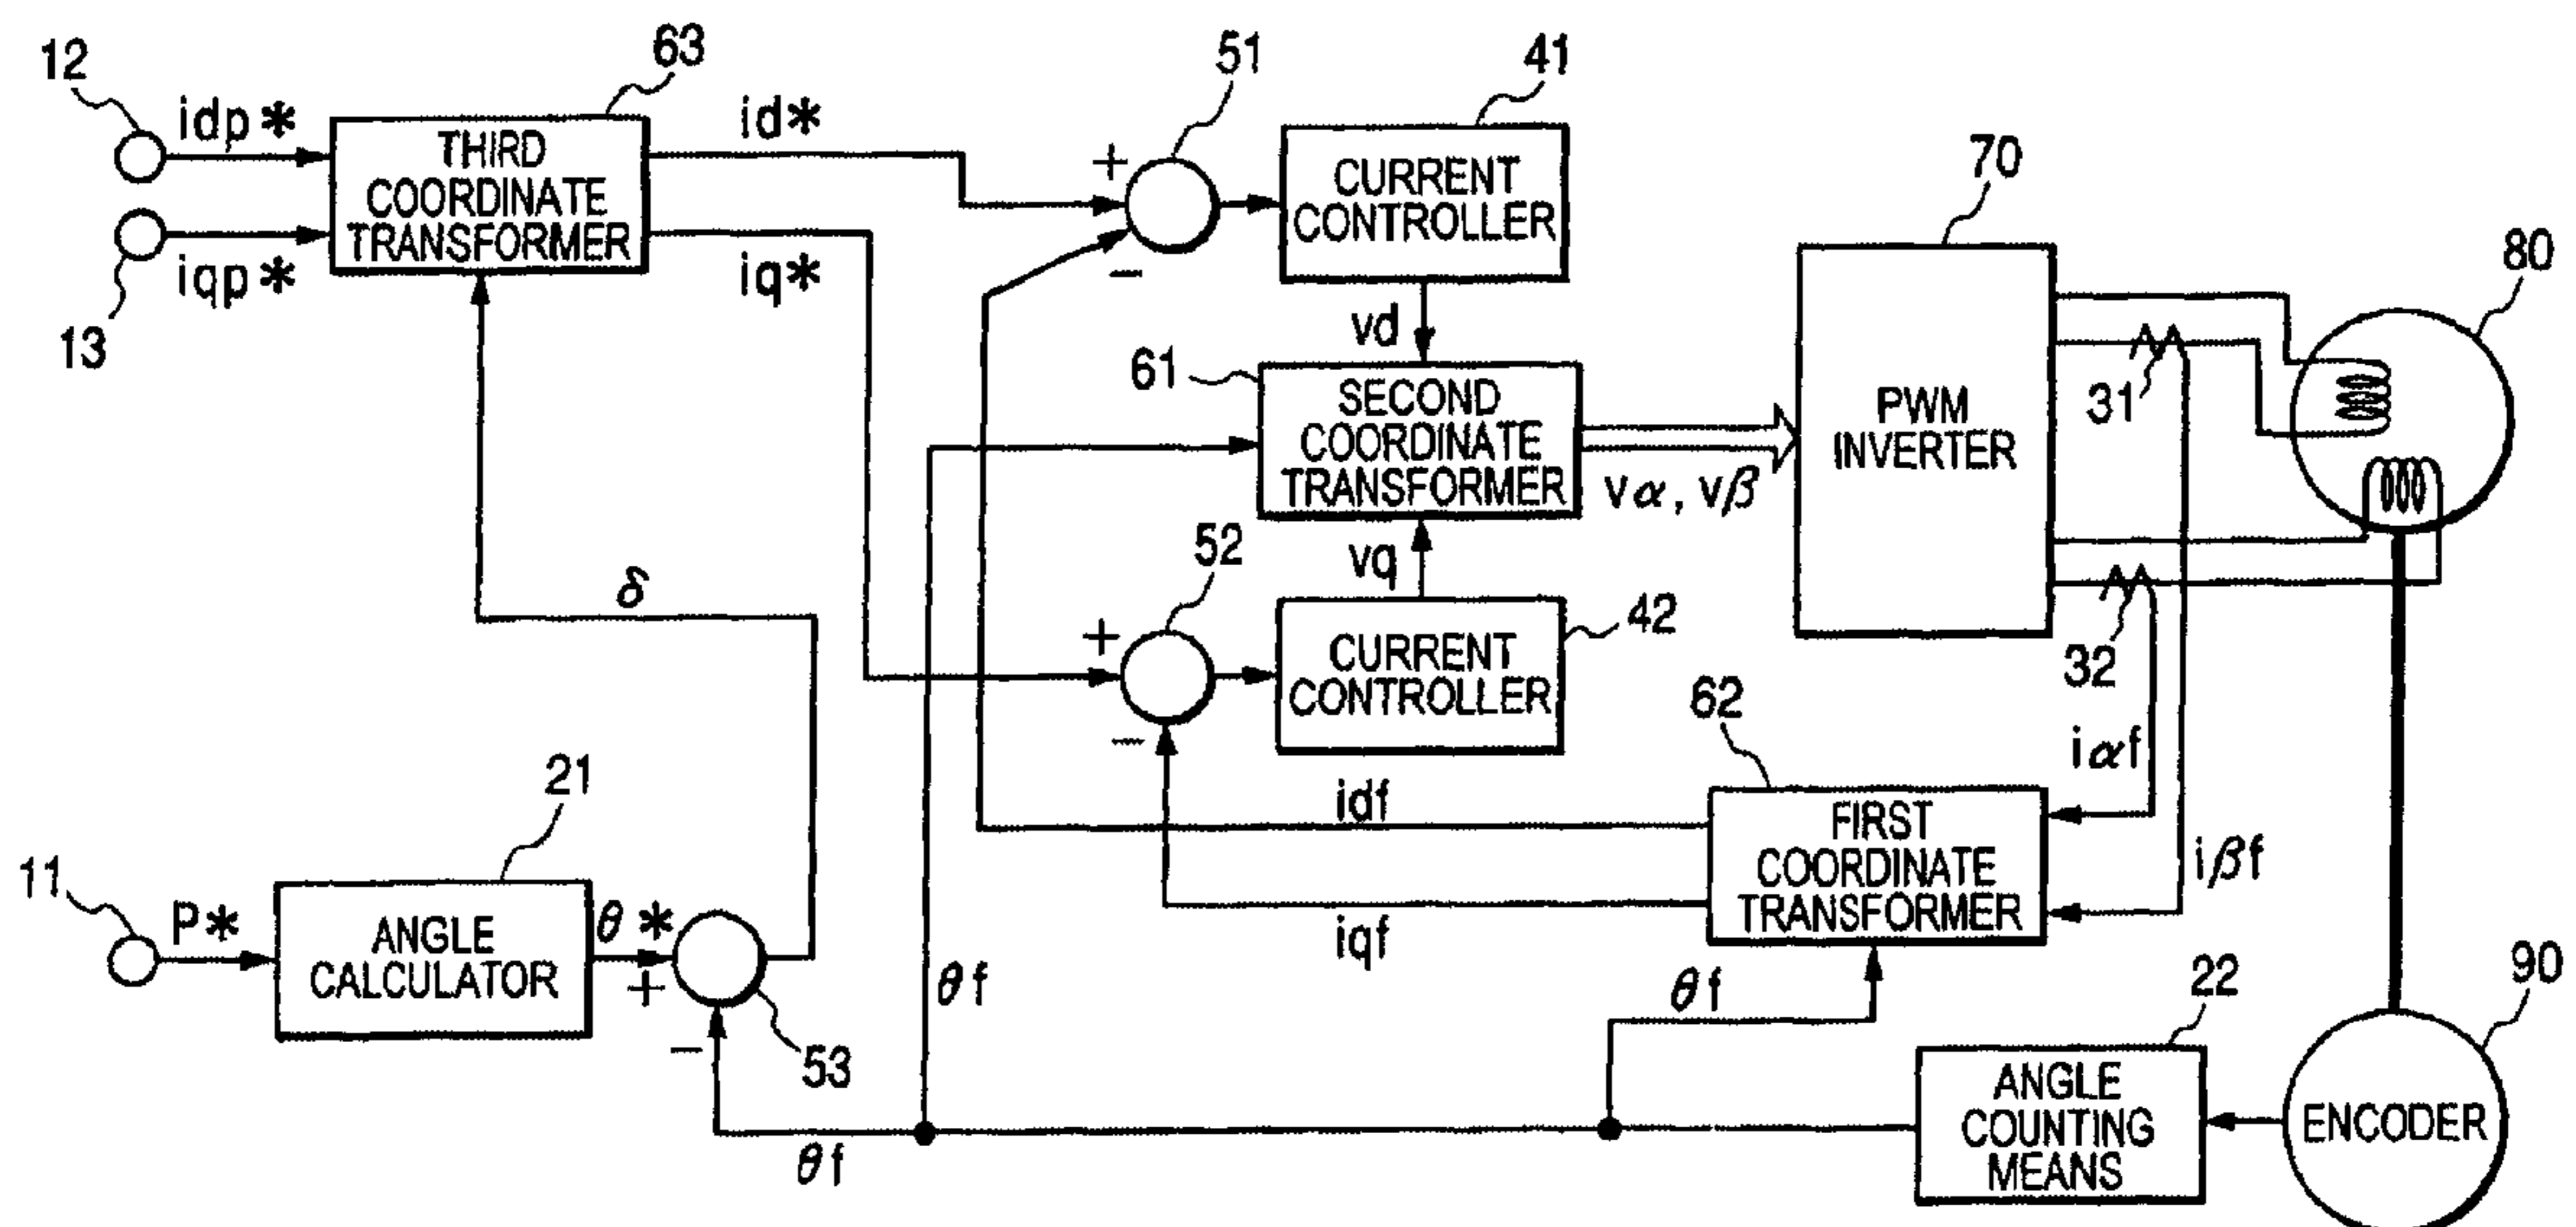 12
idp*
63
THIRD
COORDINATE
TRANSFORMER
id*
51
+
−
41
CURRENT
CONTROLLER
13
iqp*
iq*
vd
70
PWM
INVERTER
80
31
61
SECOND
COORDINATE
TRANSFORMER
vα, vβ
δ
52
+
−
vq
42
CURRENT
CONTROLLER
32
62
iαf
idf
FIRST
COORDINATE
TRANSFORMER
iβf
iqf
21
11
P*
ANGLE
CALCULATOR
θ*
+
−
53
θf
θf
22
90
ANGLE
COUNTING
MEANS
ENCODER
θf